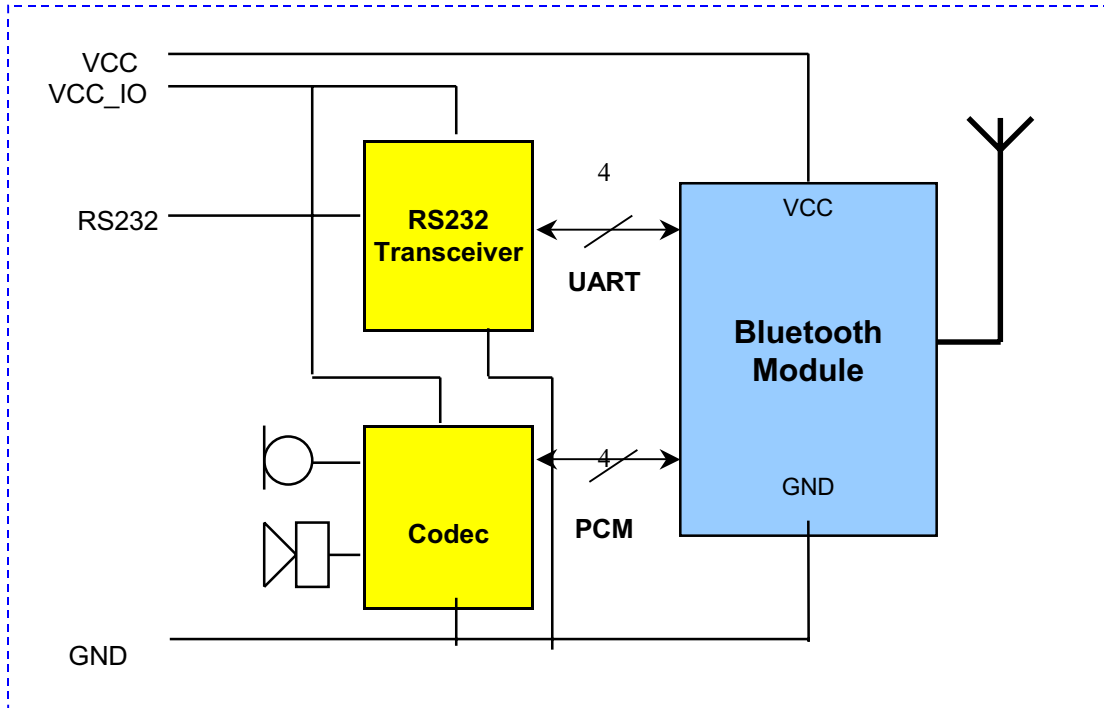 VCC
VCC_IO
RS232
RS232
Transceiver
4
UART
VCC
Bluetooth
Module
GND
4
PCM
Codec
GND